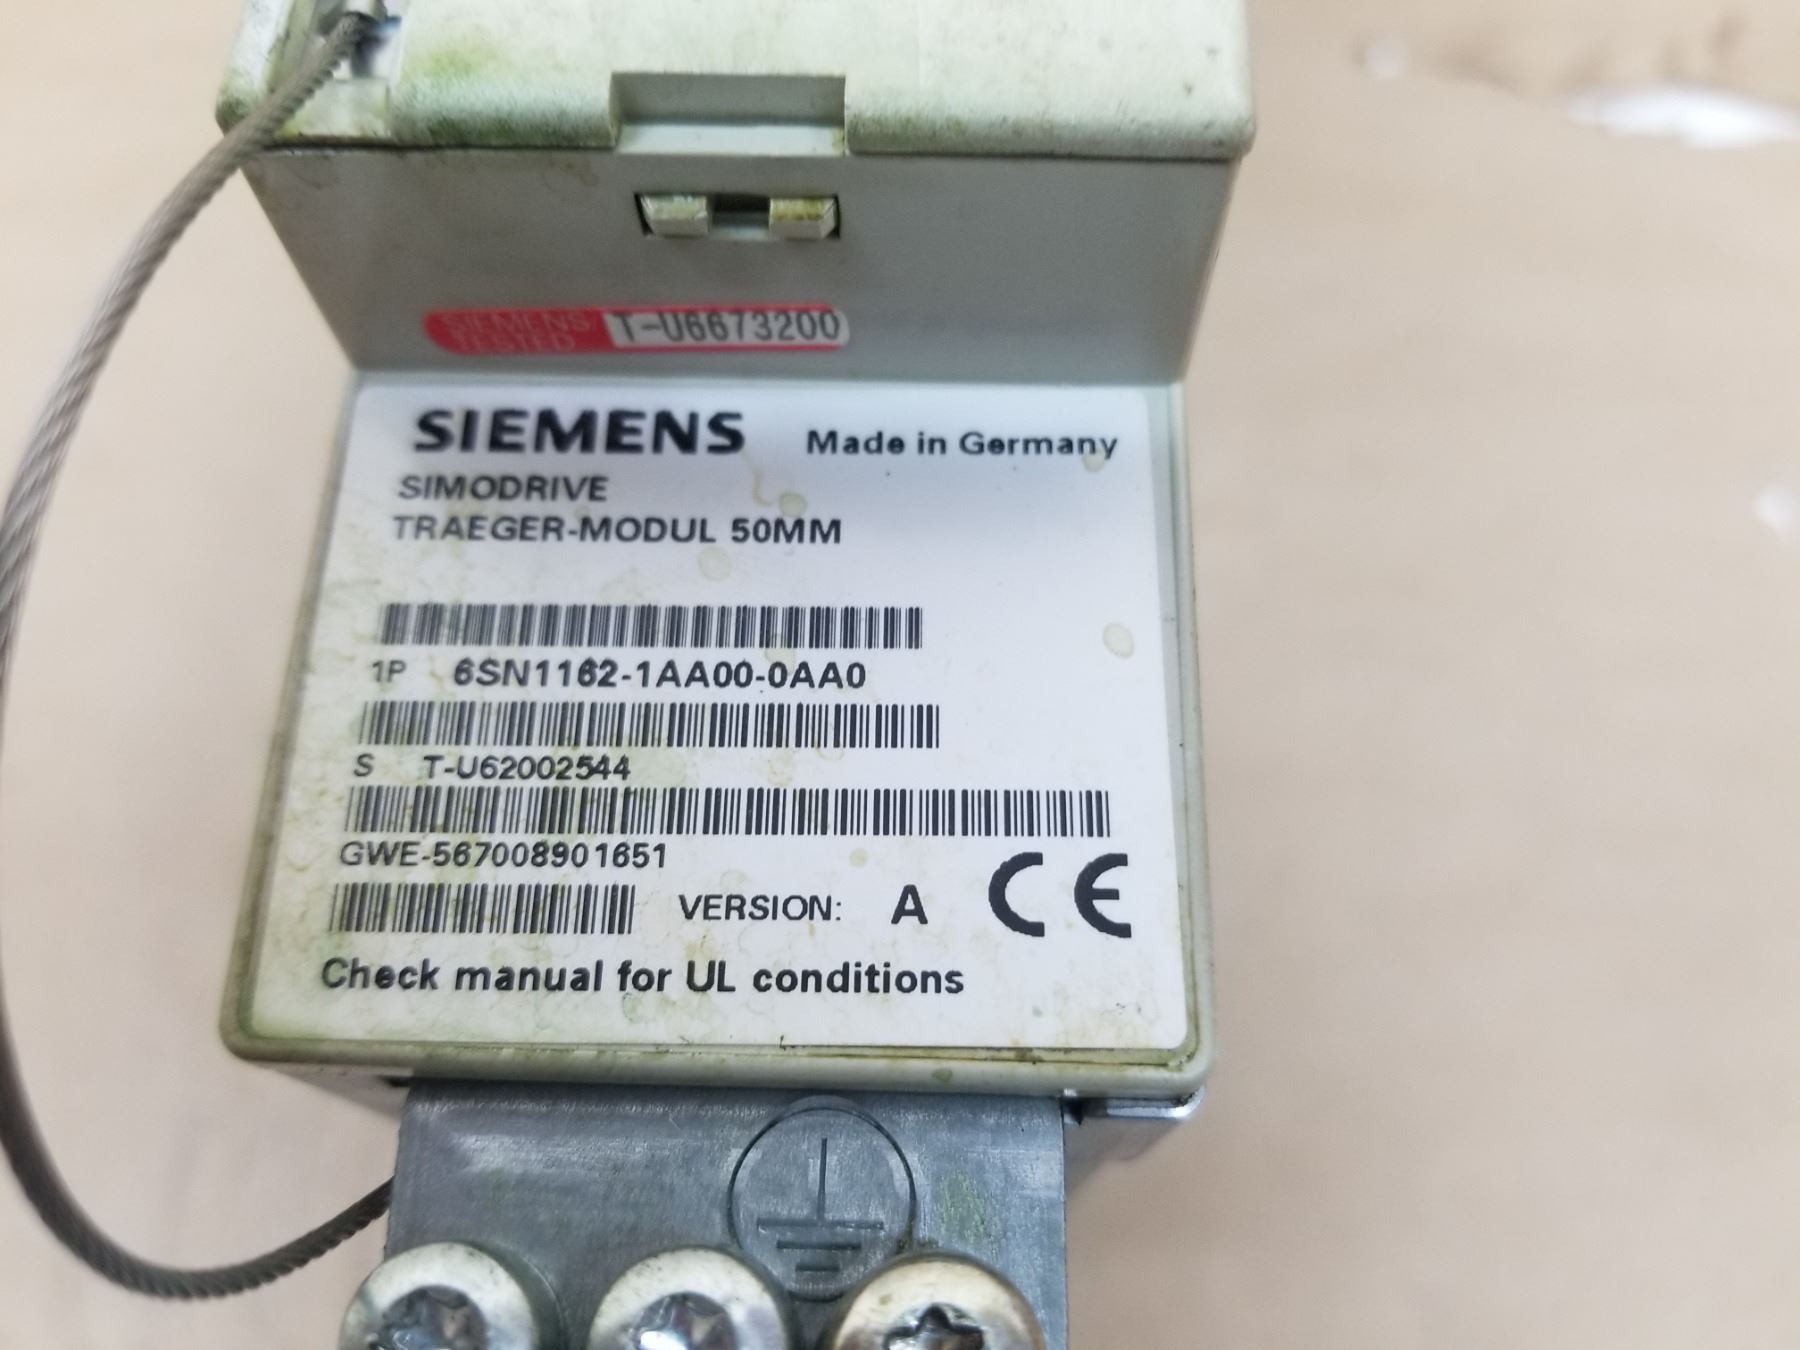 SIEMENS T-U6673200
TESTED
SIEMENS Made in Germany
SIMODRIVE
TRAEGER-MODUL 50MM
1P 6SN1162-1AA00-0AA0
S T-U62002544
GWE-567008901651
VERSION: A CE
Check manual for UL conditions